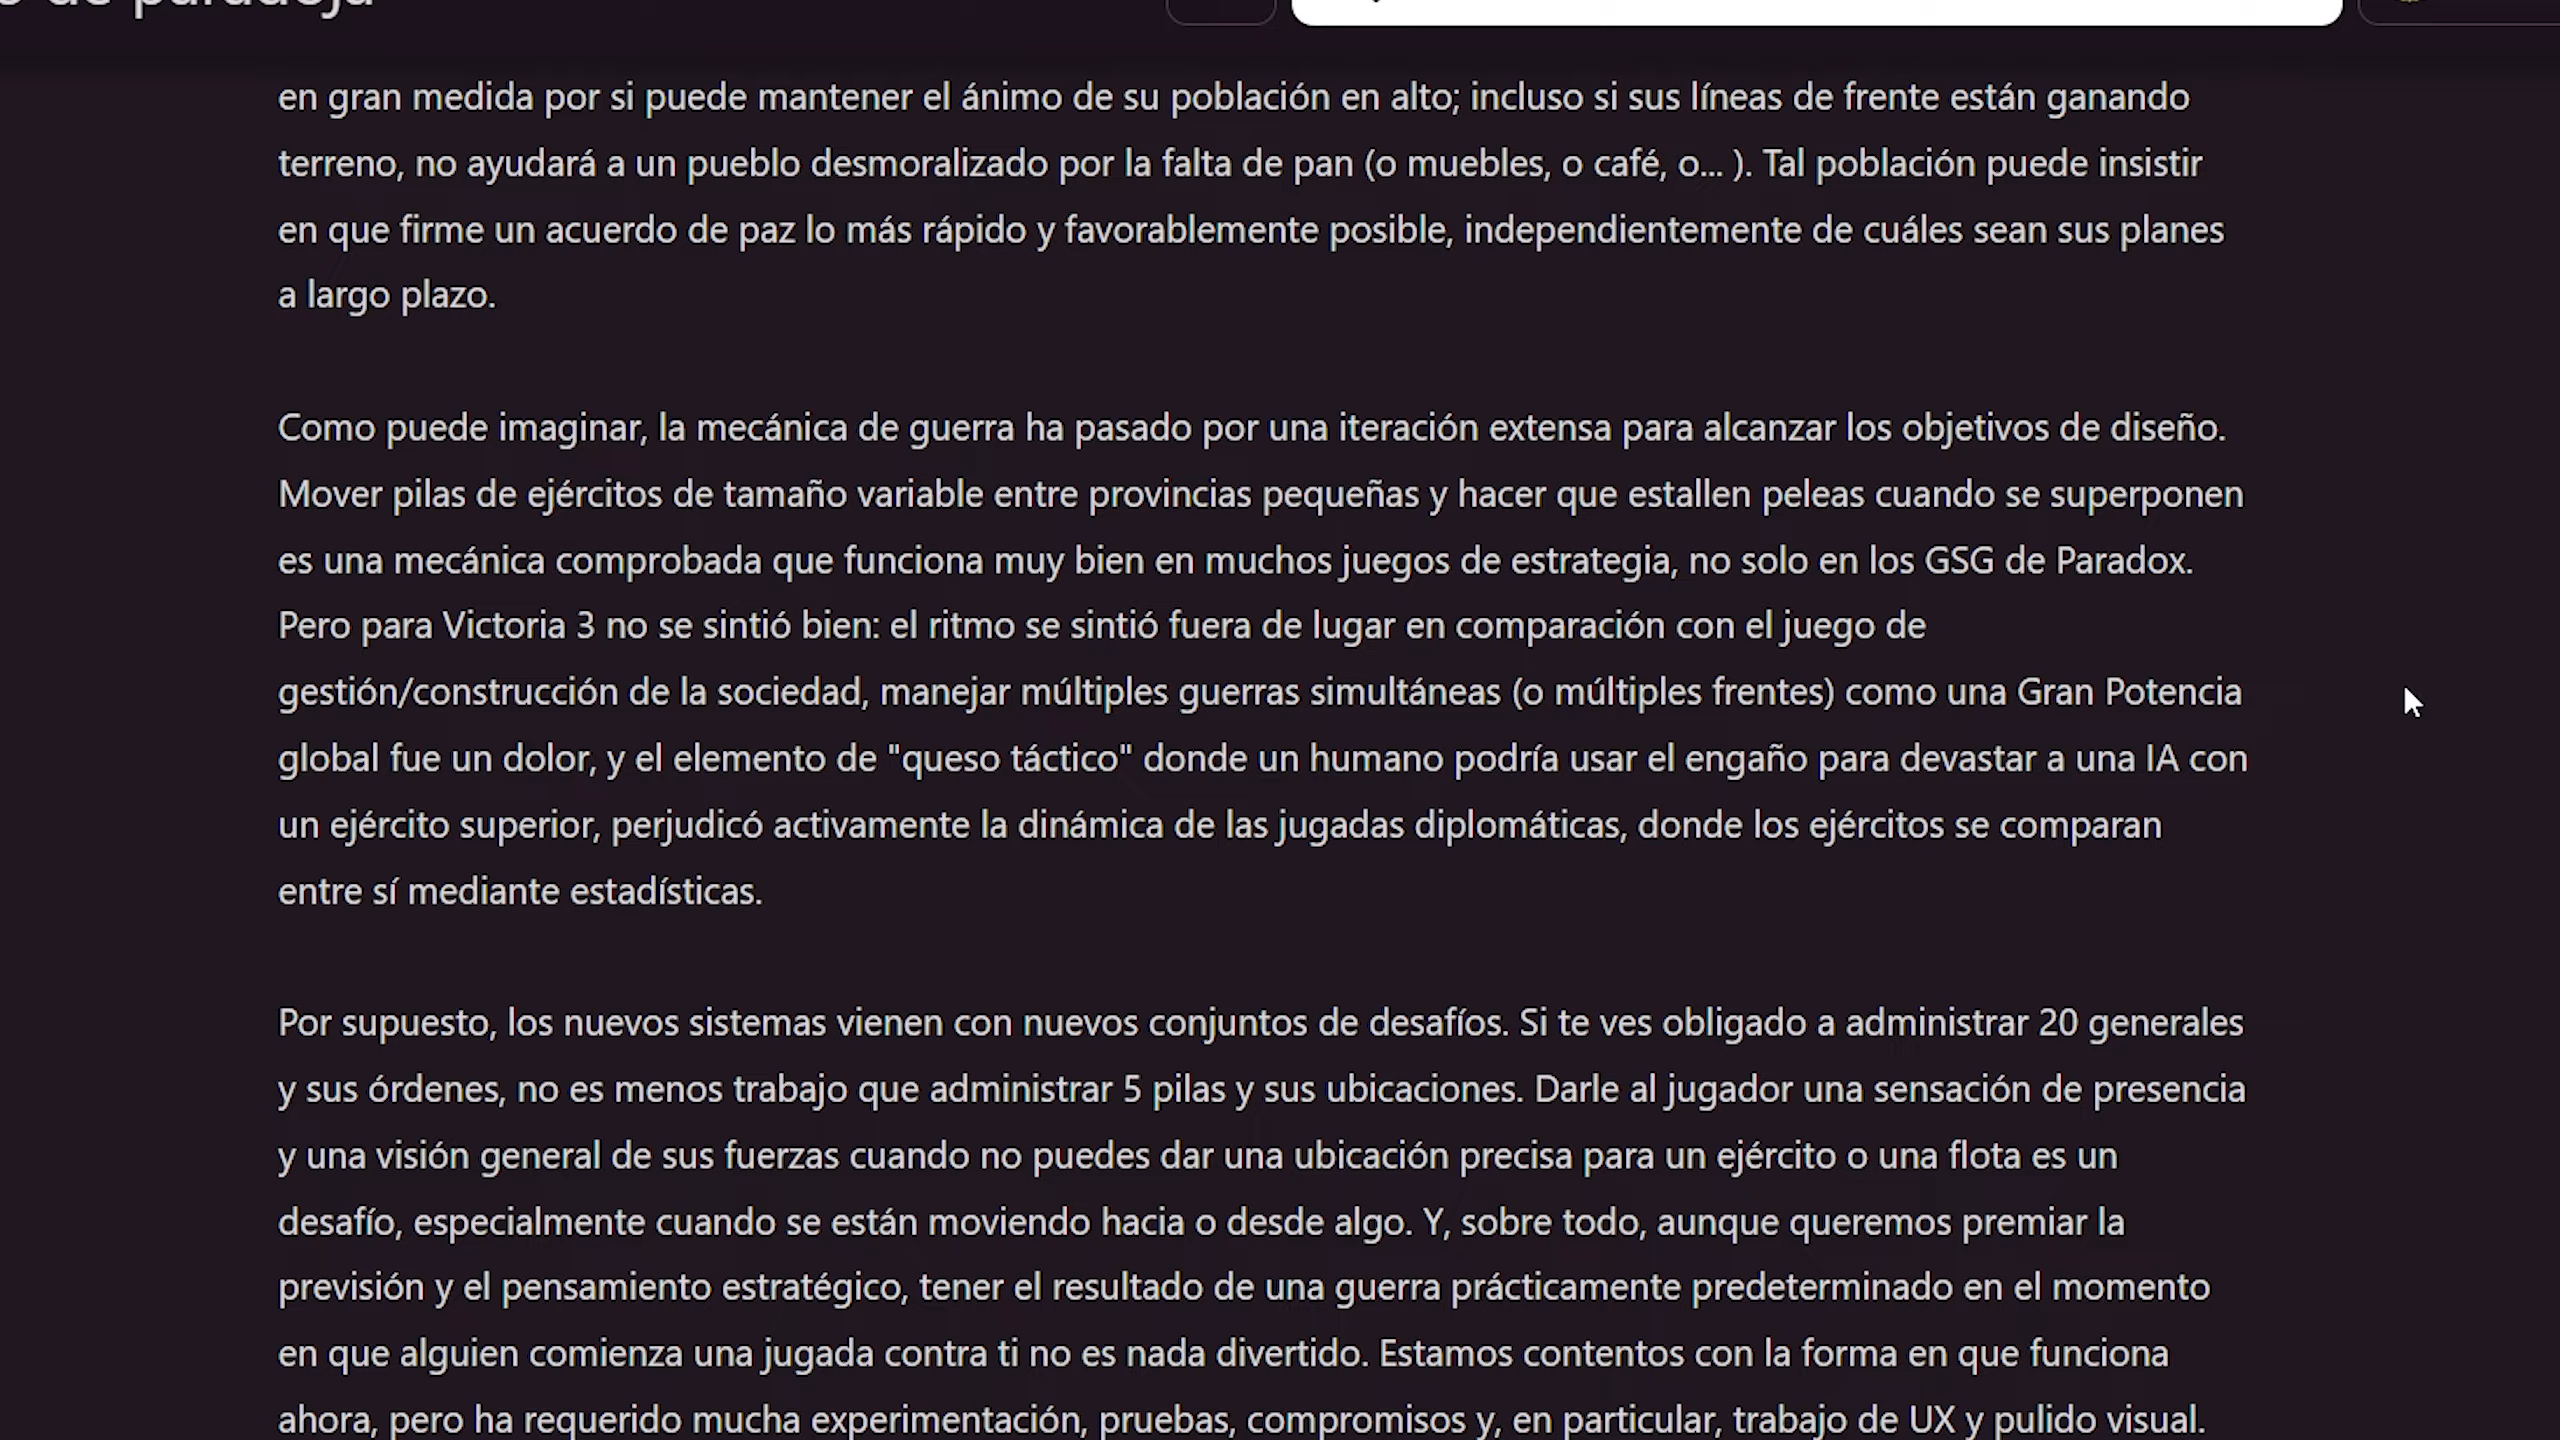 o de paradoja
en gran medida por si puede mantener el ánimo de su población en alto; incluso si sus líneas de frente están ganando
terreno, no ayudará a un pueblo desmoralizado por la falta de pan (o muebles, o café, o... ). Tal población puede insistir
en que firme un acuerdo de paz lo más rápido y favorablemente posible, independientemente de cuáles sean sus planes
a largo plazo.
Como puede imaginar, la mecánica de guerra ha pasado por una iteración extensa para alcanzar los objetivos de diseño.
Mover pilas de ejércitos de tamaño variable entre provincias pequeñas y hacer que estallen peleas cuando se superponen
es una mecánica comprobada que funciona muy bien en muchos juegos de estrategia, no solo en los GSG de Paradox.
Pero para Victoria 3 no se sintió bien: el ritmo se sintió fuera de lugar en comparación con el juego de
gestión/construcción de la sociedad, manejar múltiples guerras simultáneas (o múltiples frentes) como una Gran Potencia
global fue un dolor, y el elemento de "queso táctico" donde un humano podría usar el engaño para devastar a una IA con
un ejército superior, perjudicó activamente la dinámica de las jugadas diplomáticas, donde los ejércitos se comparan
entre sí mediante estadísticas.
Por supuesto, los nuevos sistemas vienen con nuevos conjuntos de desafíos. Si te ves obligado a administrar 20 generales
y sus órdenes, no es menos trabajo que administrar 5 pilas y sus ubicaciones. Darle al jugador una sensación de presencia
y una visión general de sus fuerzas cuando no puedes dar una ubicación precisa para un ejército o una flota es un
desafío, especialmente cuando se están moviendo hacia o desde algo. Y, sobre todo, aunque queremos premiar la
previsión y el pensamiento estratégico, tener el resultado de una guerra prácticamente predeterminado en el momento
en que alguien comienza una jugada contra ti no es nada divertido. Estamos contentos con la forma en que funciona
ahora, pero ha requerido mucha experimentación, pruebas, compromisos y, en particular, trabajo de UX y pulido visual.